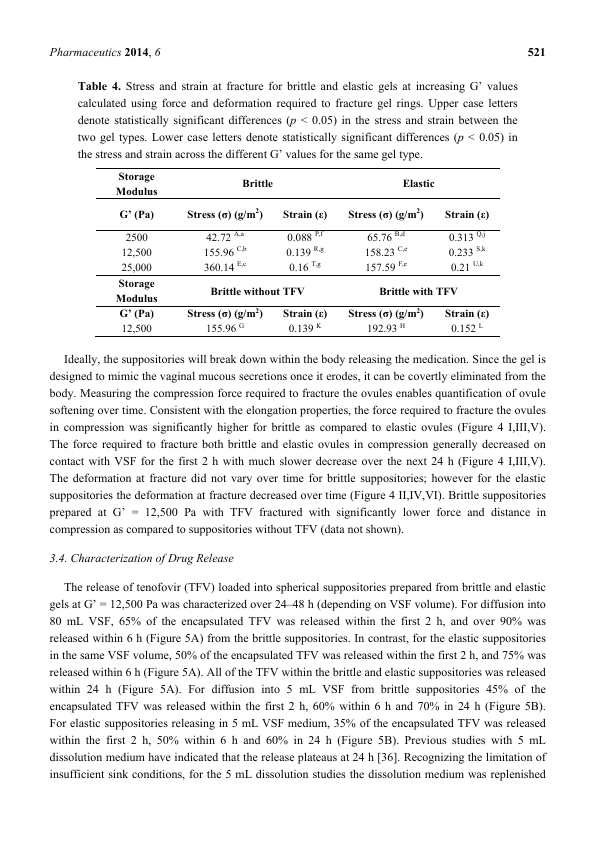 Pharmaceutics 2014, 6 521
Table 4. Stress and strain at fracture for brittle and elastic gels at increasing G’ values
calculated using force and deformation required to fracture gel rings. Upper case letters
denote statistically significant differences (p < 0.05) in the stress and strain between the
two gel types. Lower case letters denote statistically significant differences (p < 0.05) in
the stress and strain across the different G’ values for the same gel type.
Storage
Modulus Brittle Elastic
G’ (Pa) Stress (σ) (g/m²) Strain (ε) Stress (σ) (g/m²) Strain (ε)
2500 42.72 A,a 0.088 P,f 65.76 B,d 0.313 Q,j
12,500 155.96 C,b 0.139 R,g 158.23 C,e 0.233 S,k
25,000 360.14 E,c 0.16 T,g 157.59 F,e 0.21 U,k
Storage
Modulus Brittle without TFV Brittle with TFV
G’ (Pa) Stress (σ) (g/m²) Strain (ε) Stress (σ) (g/m²) Strain (ε)
12,500 155.96 G 0.139 K 192.93 H 0.152 L
Ideally, the suppositories will break down within the body releasing the medication. Since the gel is
designed to mimic the vaginal mucous secretions once it erodes, it can be covertly eliminated from the
body. Measuring the compression force required to fracture the ovules enables quantification of ovule
softening over time. Consistent with the elongation properties, the force required to fracture the ovules
in compression was significantly higher for brittle as compared to elastic ovules (Figure 4 I,III,V).
The force required to fracture both brittle and elastic ovules in compression generally decreased on
contact with VSF for the first 2 h with much slower decrease over the next 24 h (Figure 4 I,III,V).
The deformation at fracture did not vary over time for brittle suppositories; however for the elastic
suppositories the deformation at fracture decreased over time (Figure 4 II,IV,VI). Brittle suppositories
prepared at G’ = 12,500 Pa with TFV fractured with significantly lower force and distance in
compression as compared to suppositories without TFV (data not shown).
3.4. Characterization of Drug Release
The release of tenofovir (TFV) loaded into spherical suppositories prepared from brittle and elastic
gels at G’ = 12,500 Pa was characterized over 24–48 h (depending on VSF volume). For diffusion into
80 mL VSF, 65% of the encapsulated TFV was released within the first 2 h, and over 90% was
released within 6 h (Figure 5A) from the brittle suppositories. In contrast, for the elastic suppositories
in the same VSF volume, 50% of the encapsulated TFV was released within the first 2 h, and 75% was
released within 6 h (Figure 5A). All of the TFV within the brittle and elastic suppositories was released
within 24 h (Figure 5A). For diffusion into 5 mL VSF from brittle suppositories 45% of the
encapsulated TFV was released within the first 2 h, 60% within 6 h and 70% in 24 h (Figure 5B).
For elastic suppositories releasing in 5 mL VSF medium, 35% of the encapsulated TFV was released
within the first 2 h, 50% within 6 h and 60% in 24 h (Figure 5B). Previous studies with 5 mL
dissolution medium have indicated that the release plateaus at 24 h [36]. Recognizing the limitation of
insufficient sink conditions, for the 5 mL dissolution studies the dissolution medium was replenished